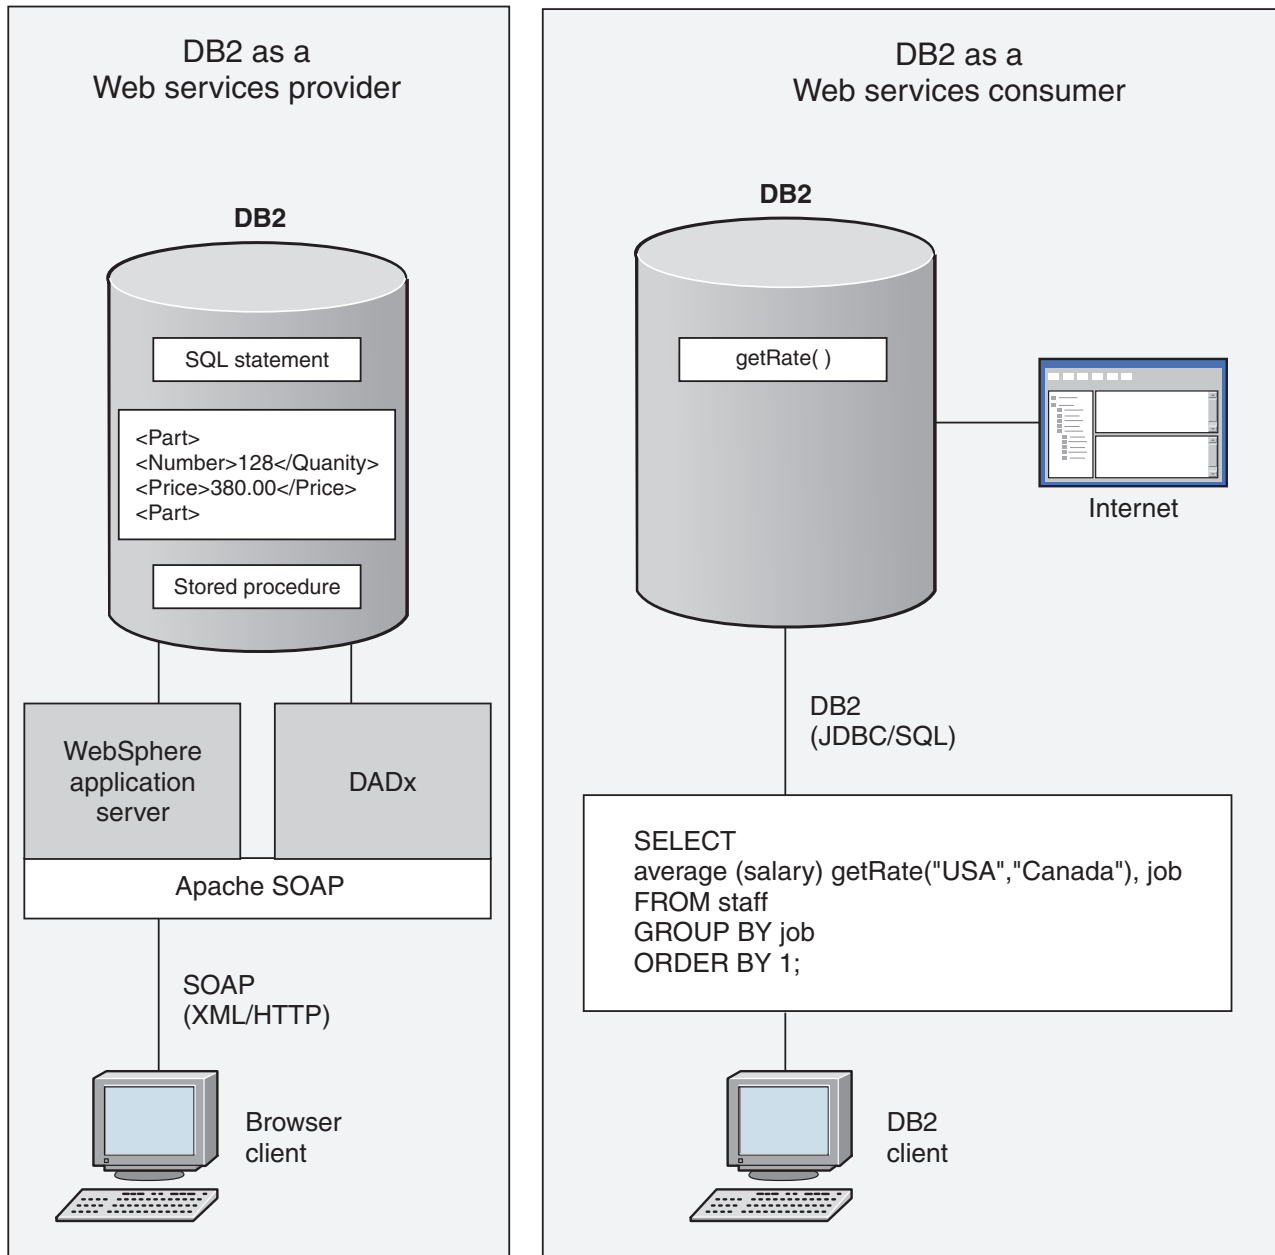 DB2 as a
Web services provider
DB2
SQL statement
<Part>
<Number>128</Quanity>
<Price>380.00</Price>
<Part>
Stored procedure
WebSphere
application
server
DADx
Apache SOAP
SOAP
(XML/HTTP)
Browser
client
DB2 as a
Web services consumer
DB2
getRate( )
Internet
DB2
(JDBC/SQL)
SELECT
average (salary) getRate("USA","Canada"), job
FROM staff
GROUP BY job
ORDER BY 1;
DB2
client